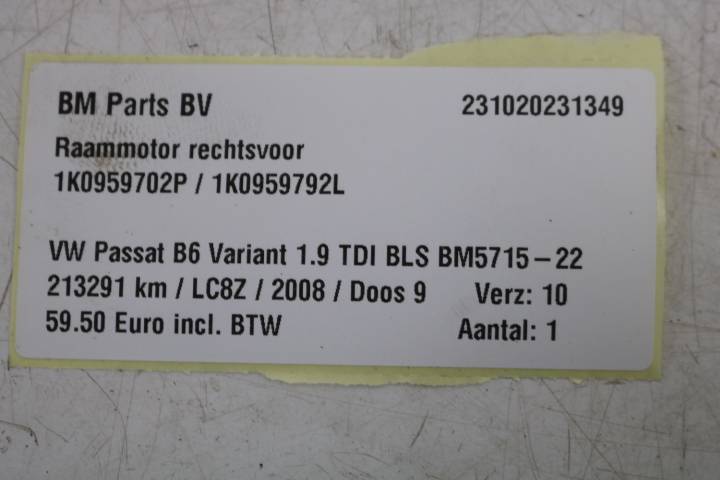 BM Parts BV 231020231349
Raammotor rechtsvoor
1K0959702P / 1K0959792L
VW Passat B6 Variant 1.9 TDI BLS BM5715-22
213291 km / LC8Z / 2008 / Doos 9 Verz: 10
59.50 Euro incl. BTW Aantal: 1